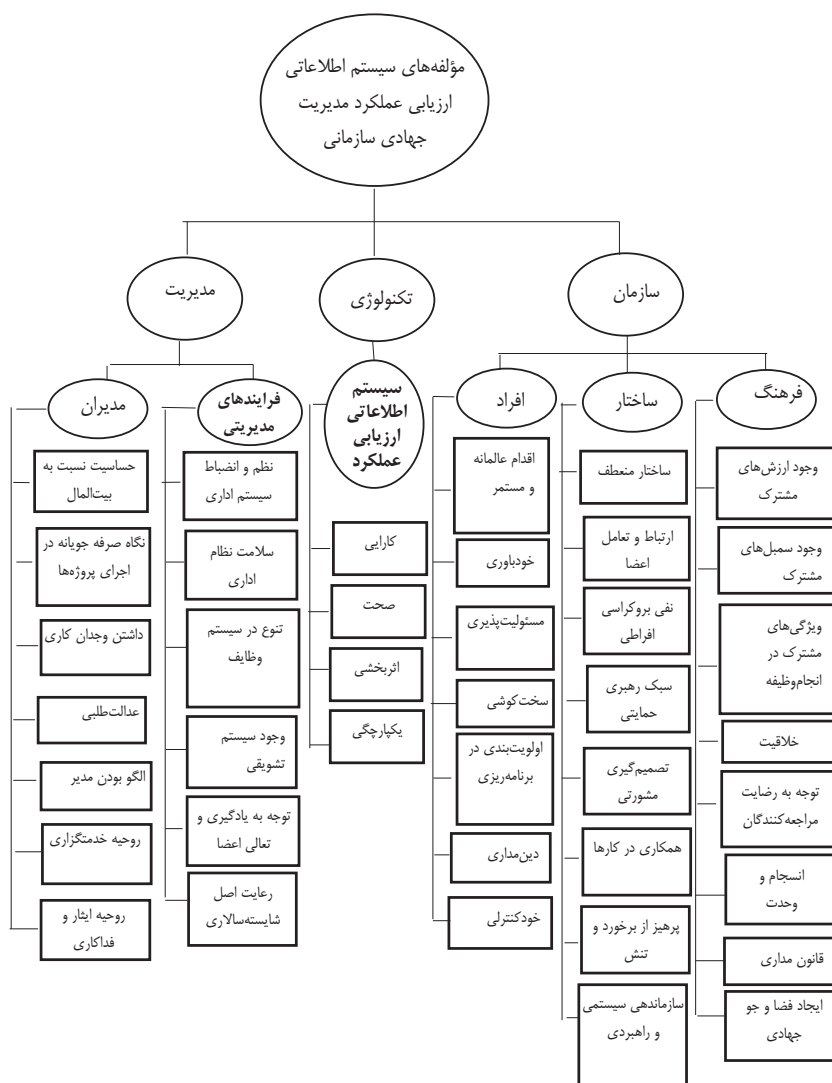 مؤلفه‌های سیستم اطلاعاتی
ارزیابی عملکرد مدیریت
جهادی سازمانی
سازمان
تکنولوژی
مدیریت
فرهنگ
وجود ارزش‌های
مشترک
وجود سمبل‌های
مشترک
ویژگی‌های
مشترک در
انجام‌وظیفه
خلاقیت
توجه به رضایت
مراجعه‌کنندگان
انسجام و
وحدت
قانون مداری
ایجاد فضا و جو
جهادی
ساختار
ساختار منعطف
ارتباط و تعامل
اعضا
نفی بروکراسی
افراطی
سبک رهبری
حمایتی
تصمیم‌گیری
مشورتی
همکاری در کارها
پرهیز از برخورد و
تنش
سازماندهی سیستمی
و راهبردی
افراد
اقدام عالمانه
و مستمر
خودباوری
مسئولیت‌پذیری
سخت‌کوشی
اولویت‌بندی در
برنامه‌ریزی
دین‌مداری
خودکنترلی
سیستم
اطلاعاتی
ارزیابی
عملکرد
کارایی
صحت
اثربخشی
یکپارچگی
فرایندهای
مدیریتی
نظم و انضباط
سیستم اداری
سلامت نظام
اداری
تنوع در سیستم
وظایف
وجود سیستم
تشویقی
توجه به یادگیری و
تعالی اعضا
رعایت اصل
شایسته‌سالاری
مدیران
حساسیت نسبت به
بیت‌المال
نگاه صرفه جویانه در
اجرای پروژه‌ها
داشتن وجدان کاری
عدالت‌طلبی
الگو بودن مدیر
روحیه خدمتگزاری
روحیه ایثار و
فداکاری